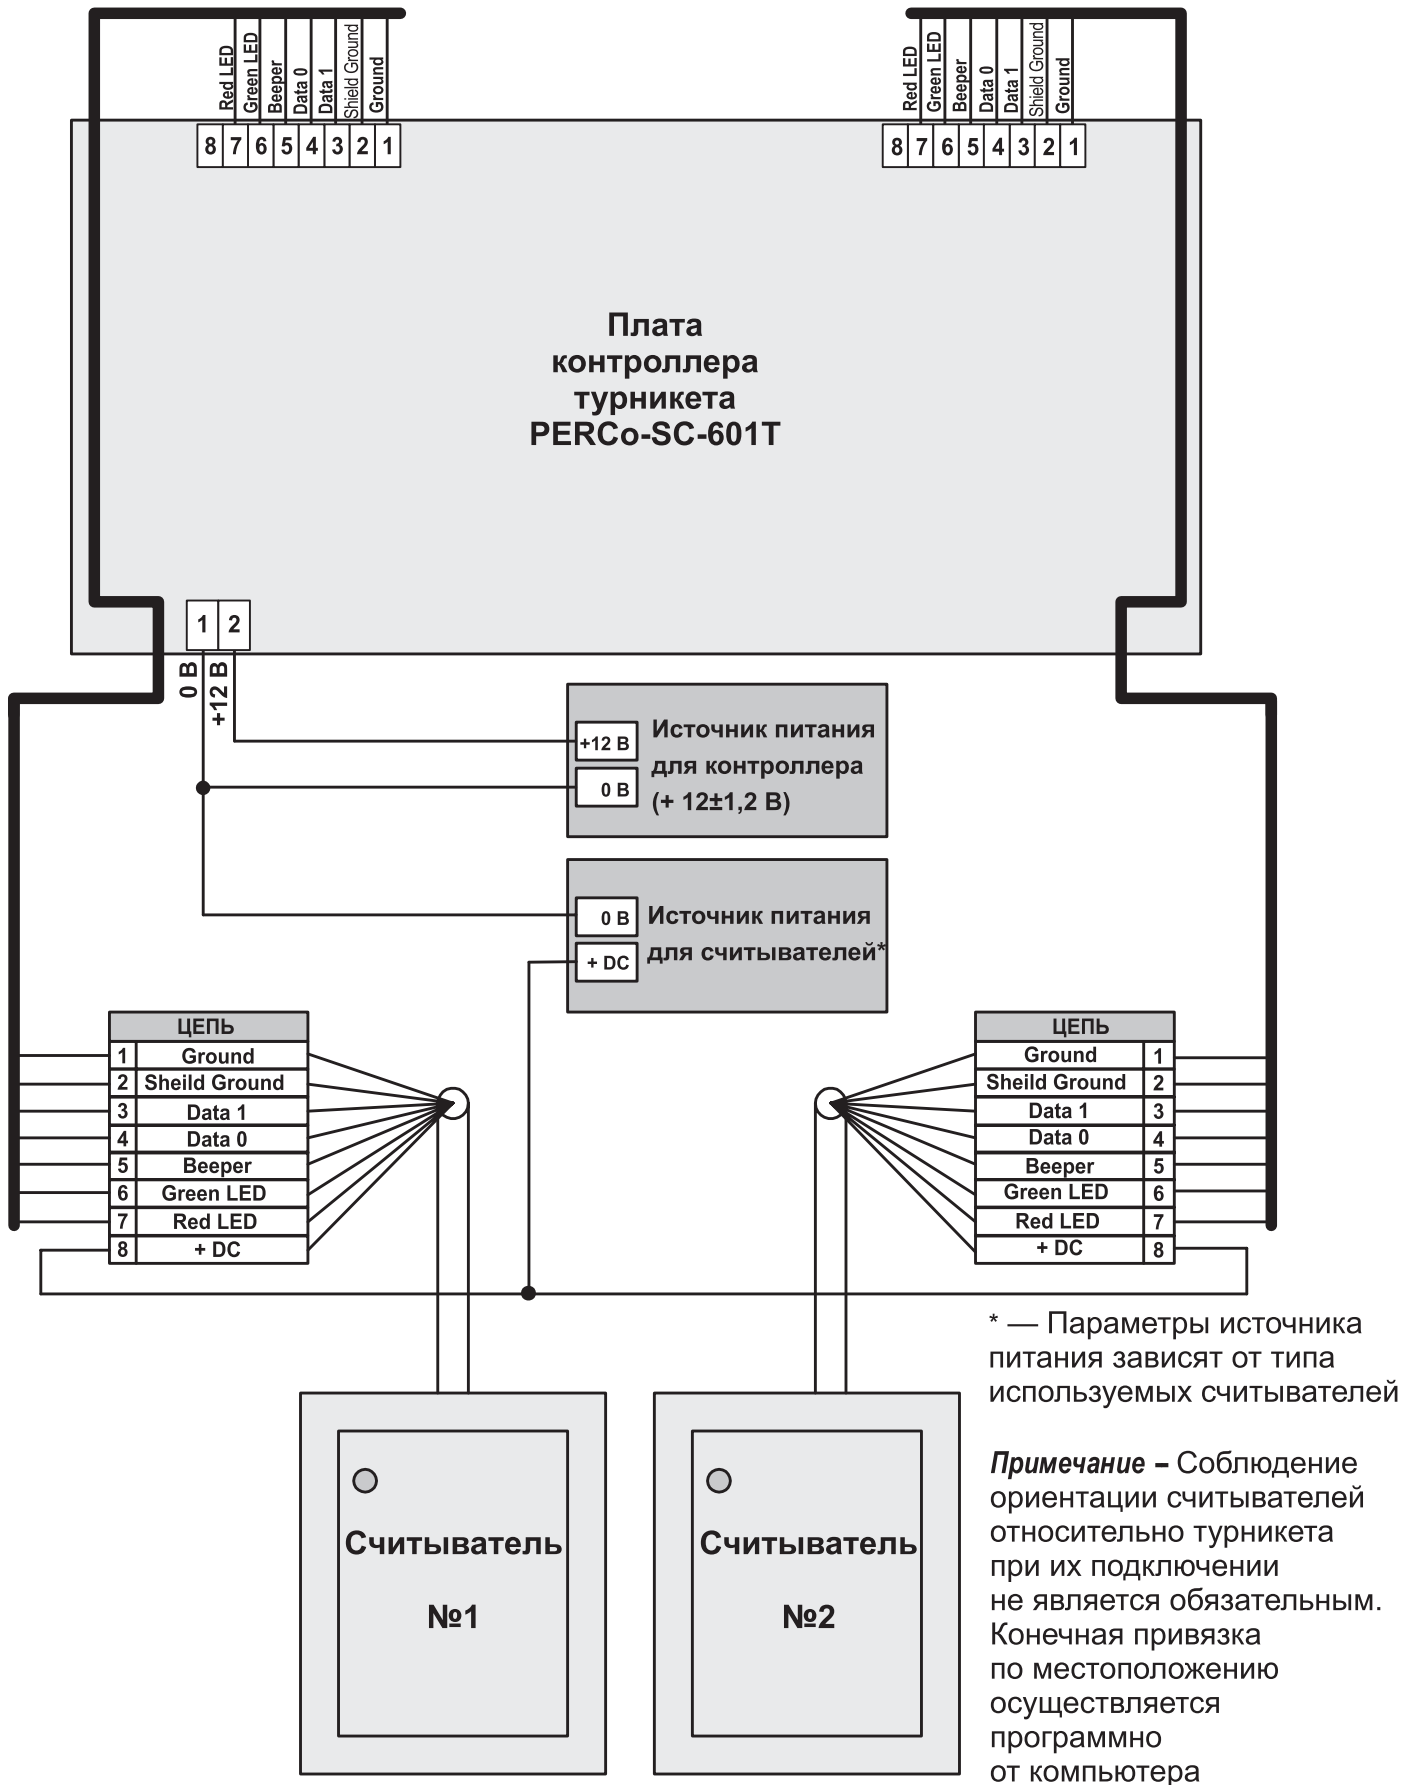 Red LED
Green LED
Beeper
Data 0
Data 1
Shield Ground
Ground
8 7 6 5 4 3 2 1
Red LED
Green LED
Beeper
Data 0
Data 1
Shield Ground
Ground
8 7 6 5 4 3 2 1
Плата
контроллера
турникета
PERCo-SC-601T
1 2
0 В
+12 В
+12 В
0 В
Источник питания
для контроллера
(+ 12±1,2 В)
0 В
+ DC
Источник питания
для считывателей*
ЦЕПЬ
1 Ground
2 Sheild Ground
3 Data 1
4 Data 0
5 Beeper
6 Green LED
7 Red LED
8 + DC
ЦЕПЬ
Ground 1
Sheild Ground 2
Data 1 3
Data 0 4
Beeper 5
Green LED 6
Red LED 7
+ DC 8
Считыватель
№1
Считыватель
№2
* — Параметры источника
питания зависят от типа
используемых считывателей
Примечание – Соблюдение
ориентации считывателей
относительно турникета
при их подключении
не является обязательным.
Конечная привязка
по местоположению
осуществляется
программно
от компьютера